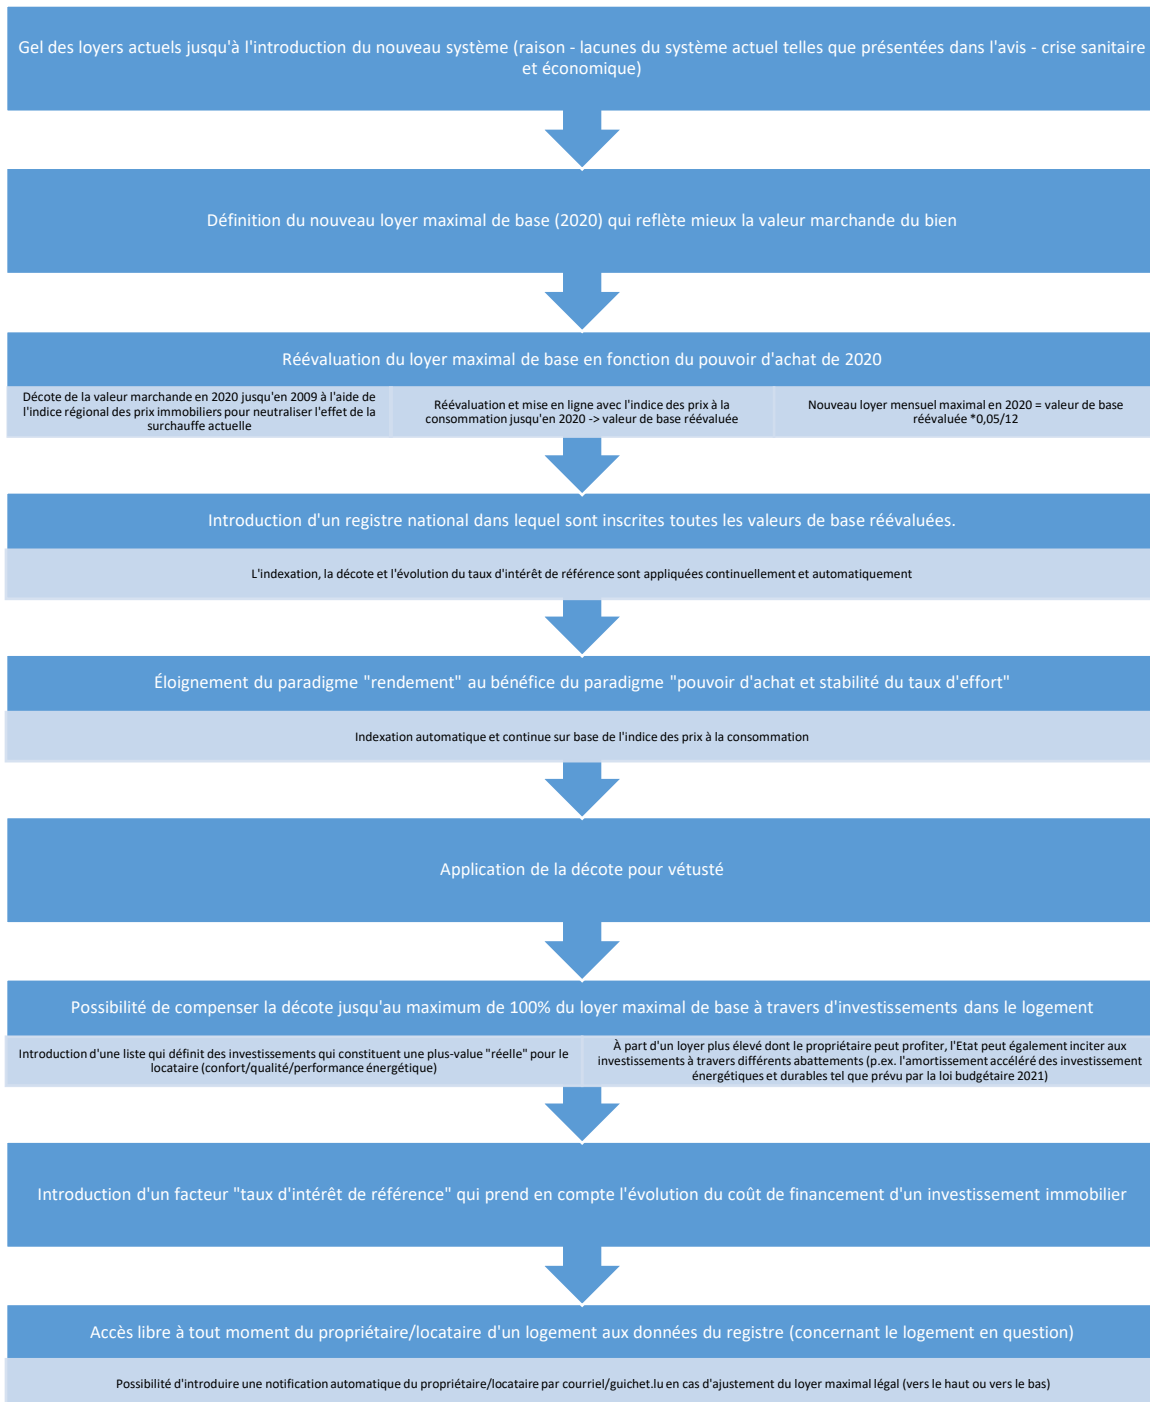 Gel des loyers actuels jusqu'à l'introduction du nouveau système (raison - lacunes du système actuel telles que présentées dans l'avis - crise sanitaire
et économique)
Définition du nouveau loyer maximal de base (2020) qui reflète mieux la valeur marchande du bien
Réévaluation du loyer maximal de base en fonction du pouvoir d'achat de 2020
Décote de la valeur marchande en 2020 jusqu'en 2009 à l'aide de
l'indice régional des prix immobiliers pour neutraliser l'effet de la
surchauffe actuelle
Réévaluation et mise en ligne avec l'indice des prix à la
consommation jusqu'en 2020 -> valeur de base réévaluée
Nouveau loyer mensuel maximal en 2020 = valeur de base
réévaluée *0,05/12
Introduction d'un registre national dans lequel sont inscrites toutes les valeurs de base réévaluées.
L'indexation, la décote et l'évolution du taux d'intérêt de référence sont appliquées continuellement et automatiquement
Éloignement du paradigme "rendement" au bénéfice du paradigme "pouvoir d'achat et stabilité du taux d'effort"
Indexation automatique et continue sur base de l'indice des prix à la consommation
Application de la décote pour vétusté
Possibilité de compenser la décote jusqu'au maximum de 100% du loyer maximal de base à travers d'investissements dans le logement
Introduction d'une liste qui définit des investissements qui constituent une plus-value "réelle" pour le
locataire (confort/qualité/performance énergétique)
À part d'un loyer plus élevé dont le propriétaire peut profiter, l'Etat peut également inciter aux
investissements à travers différents abattements (p.ex. l'amortissement accéléré des investissement
énergétiques et durables tel que prévu par la loi budgétaire 2021)
Introduction d'un facteur "taux d'intérêt de référence" qui prend en compte l'évolution du coût de financement d'un investissement immobilier
Accès libre à tout moment du propriétaire/locataire d'un logement aux données du registre (concernant le logement en question)
Possibilité d'introduire une notification automatique du propriétaire/locataire par courriel/guichet.lu en cas d'ajustement du loyer maximal légal (vers le haut ou vers le bas)